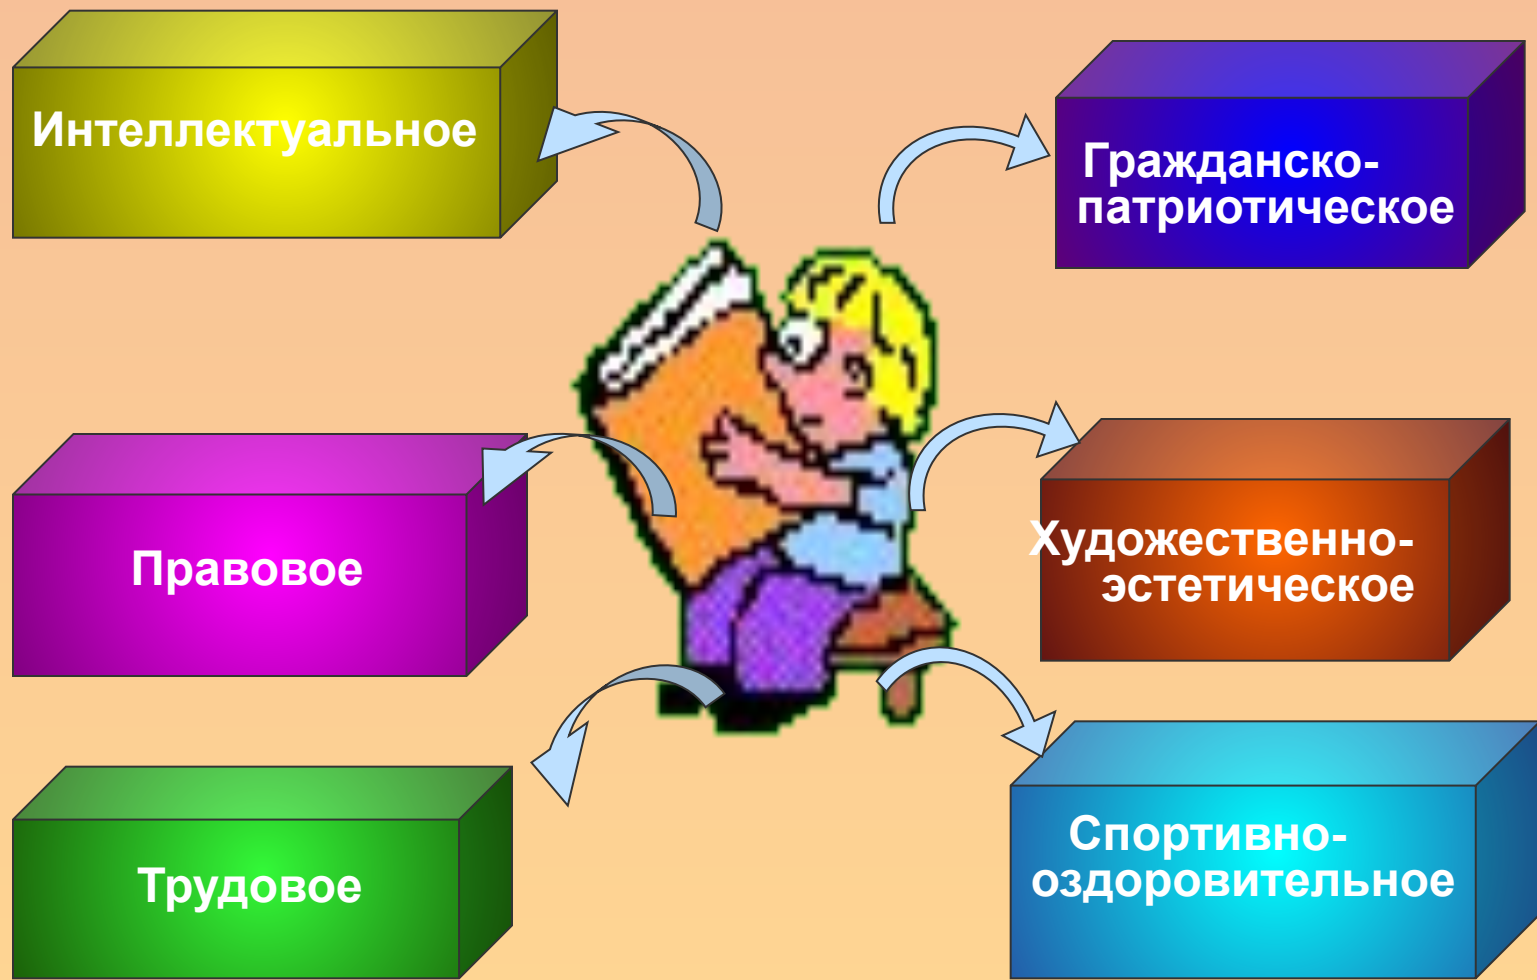 Интеллектуальное
Гражданско-
патриотическое
Правовое
Художественно-
эстетическое
Трудовое
Спортивно-
оздоровительное